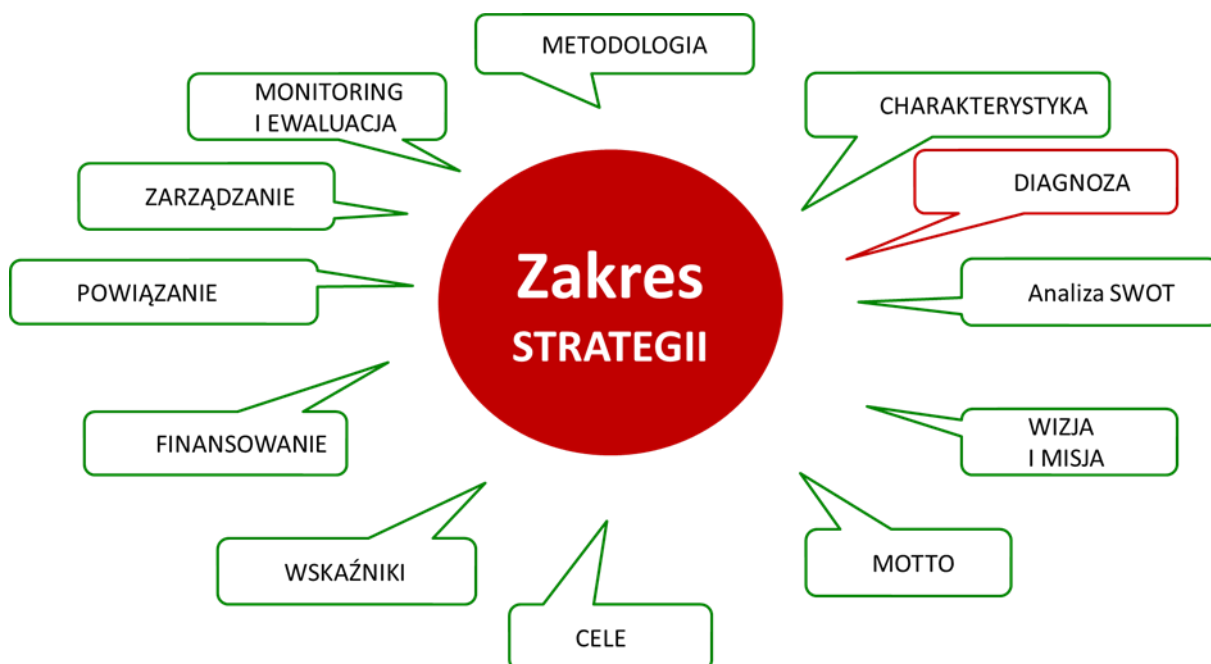 METODOLOGIA
CHARAKTERYSTYKA
DIAGNOZA
Analiza SWOT
WIZJA
I MISJA
MOTTO
CELE
WSKAŹNIKI
FINANSOWANIE
POWIĄZANIE
ZARZĄDZANIE
MONITORING
I EWALUACJA
Zakres
STRATEGII